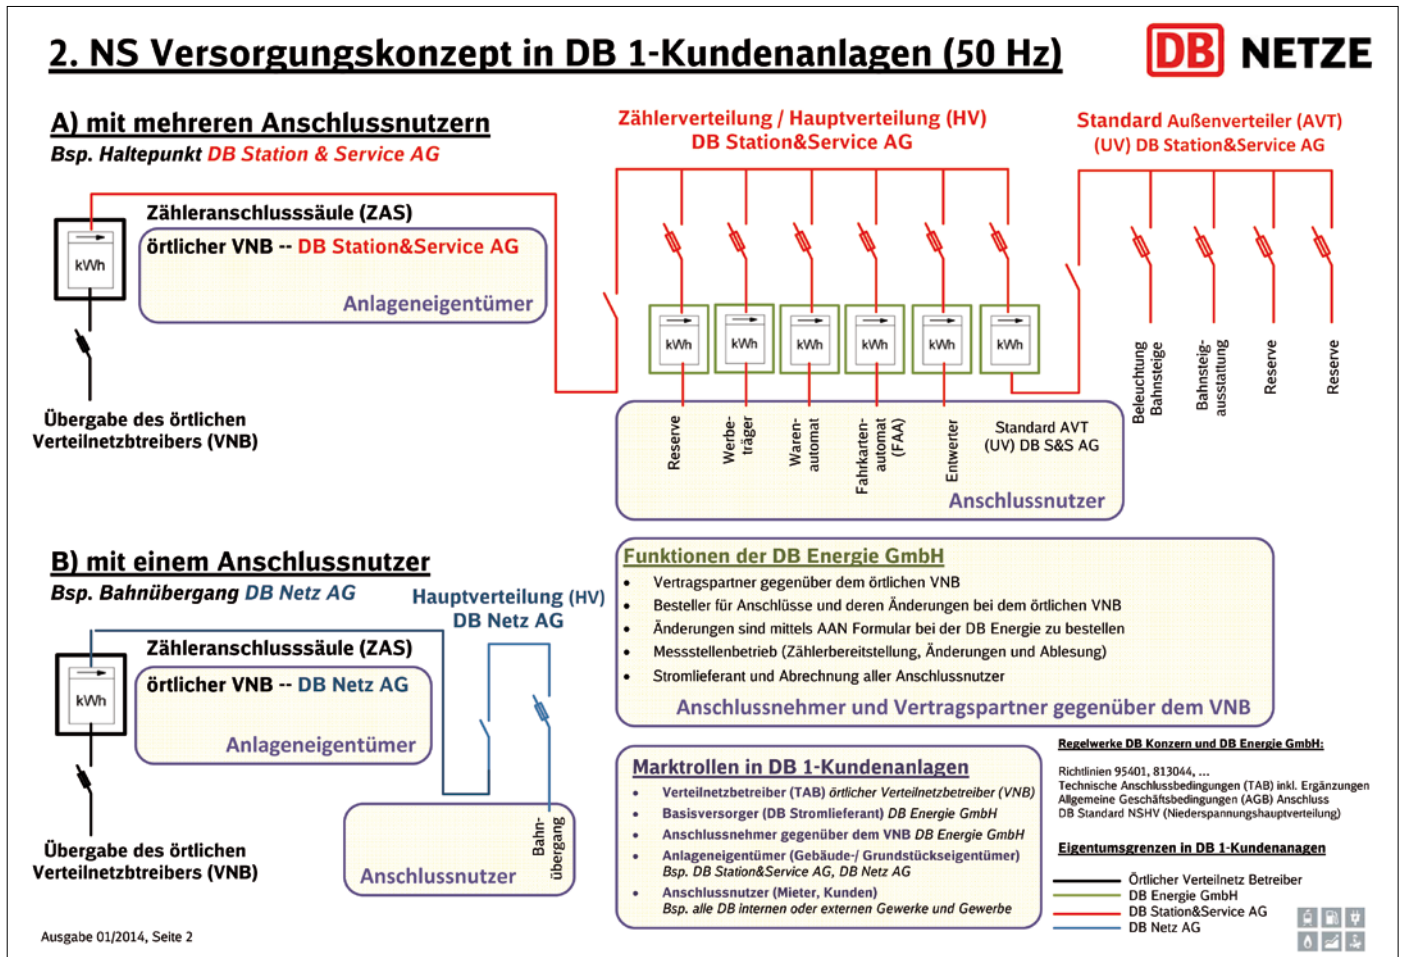 2. NS Versorgungskonzept in DB 1-Kundenanlagen (50 Hz)
DB NETZE
A) mit mehreren Anschlussnutzern
Bsp. Haltepunkt DB Station & Service AG
Zähleranschlusssäule (ZAS)
örtlicher VNB -- DB Station&Service AG
Anlageneigentümer
kWh
Übergabe des örtlichen
Verteilnetzbtreibers (VNB)
Zählerverteilung / Hauptverteilung (HV)
DB Station&Service AG
kWh
kWh
kWh
kWh
kWh
kWh
Reserve
Werbe-
träger
Waren-
automat
Fahrkarten-
automat
(FAA)
Entwerter
Standard AVT
(UV) DB S&S AG
Anschlussnutzer
Standard Außenverteiler (AVT)
(UV) DB Station&Service AG
Beleuchtung
Bahnsteige
Bahnsteig-
ausstattung
Reserve
Reserve
B) mit einem Anschlussnutzer
Bsp. Bahnübergang DB Netz AG
Hauptverteilung (HV)
DB Netz AG
Zähleranschlusssäule (ZAS)
örtlicher VNB -- DB Netz AG
Anlageneigentümer
kWh
Übergabe des örtlichen
Verteilnetzbtreibers (VNB)
Bahn-
übergang
Anschlussnutzer
Funktionen der DB Energie GmbH
• Vertragspartner gegenüber dem örtlichen VNB
• Besteller für Anschlüsse und deren Änderungen bei dem örtlichen VNB
• Änderungen sind mittels AAN Formular bei der DB Energie zu bestellen
• Messstellenbetrieb (Zählerbereitstellung, Änderungen und Ablesung)
• Stromlieferant und Abrechnung aller Anschlussnutzer
Anschlussnehmer und Vertragspartner gegenüber dem VNB
Marktrollen in DB 1-Kundenanlagen
• Verteilnetzbetreiber (TAB) örtlicher Verteilnetzbetreiber (VNB)
• Basisversorger (DB Stromlieferant) DB Energie GmbH
• Anschlussnehmer gegenüber dem VNB DB Energie GmbH
• Anlageneigentümer (Gebäude-/ Grundstückseigentümer)
Bsp. DB Station&Service AG, DB Netz AG
• Anschlussnutzer (Mieter, Kunden)
Bsp. alle DB internen oder externen Gewerke und Gewerbe
Regelwerke DB Konzern und DB Energie GmbH:
Richtlinien 95401, 813044, ...
Technische Anschlussbedingungen (TAB) inkl. Ergänzungen
Allgemeine Geschäftsbedingungen (AGB) Anschluss
DB Standard NSHV (Niederspannungshauptverteilung)
Eigentumsgrenzen in DB 1-Kundenanagen
Örtlicher Verteilnetz Betreiber
DB Energie GmbH
DB Station&Service AG
DB Netz AG
Ausgabe 01/2014, Seite 2